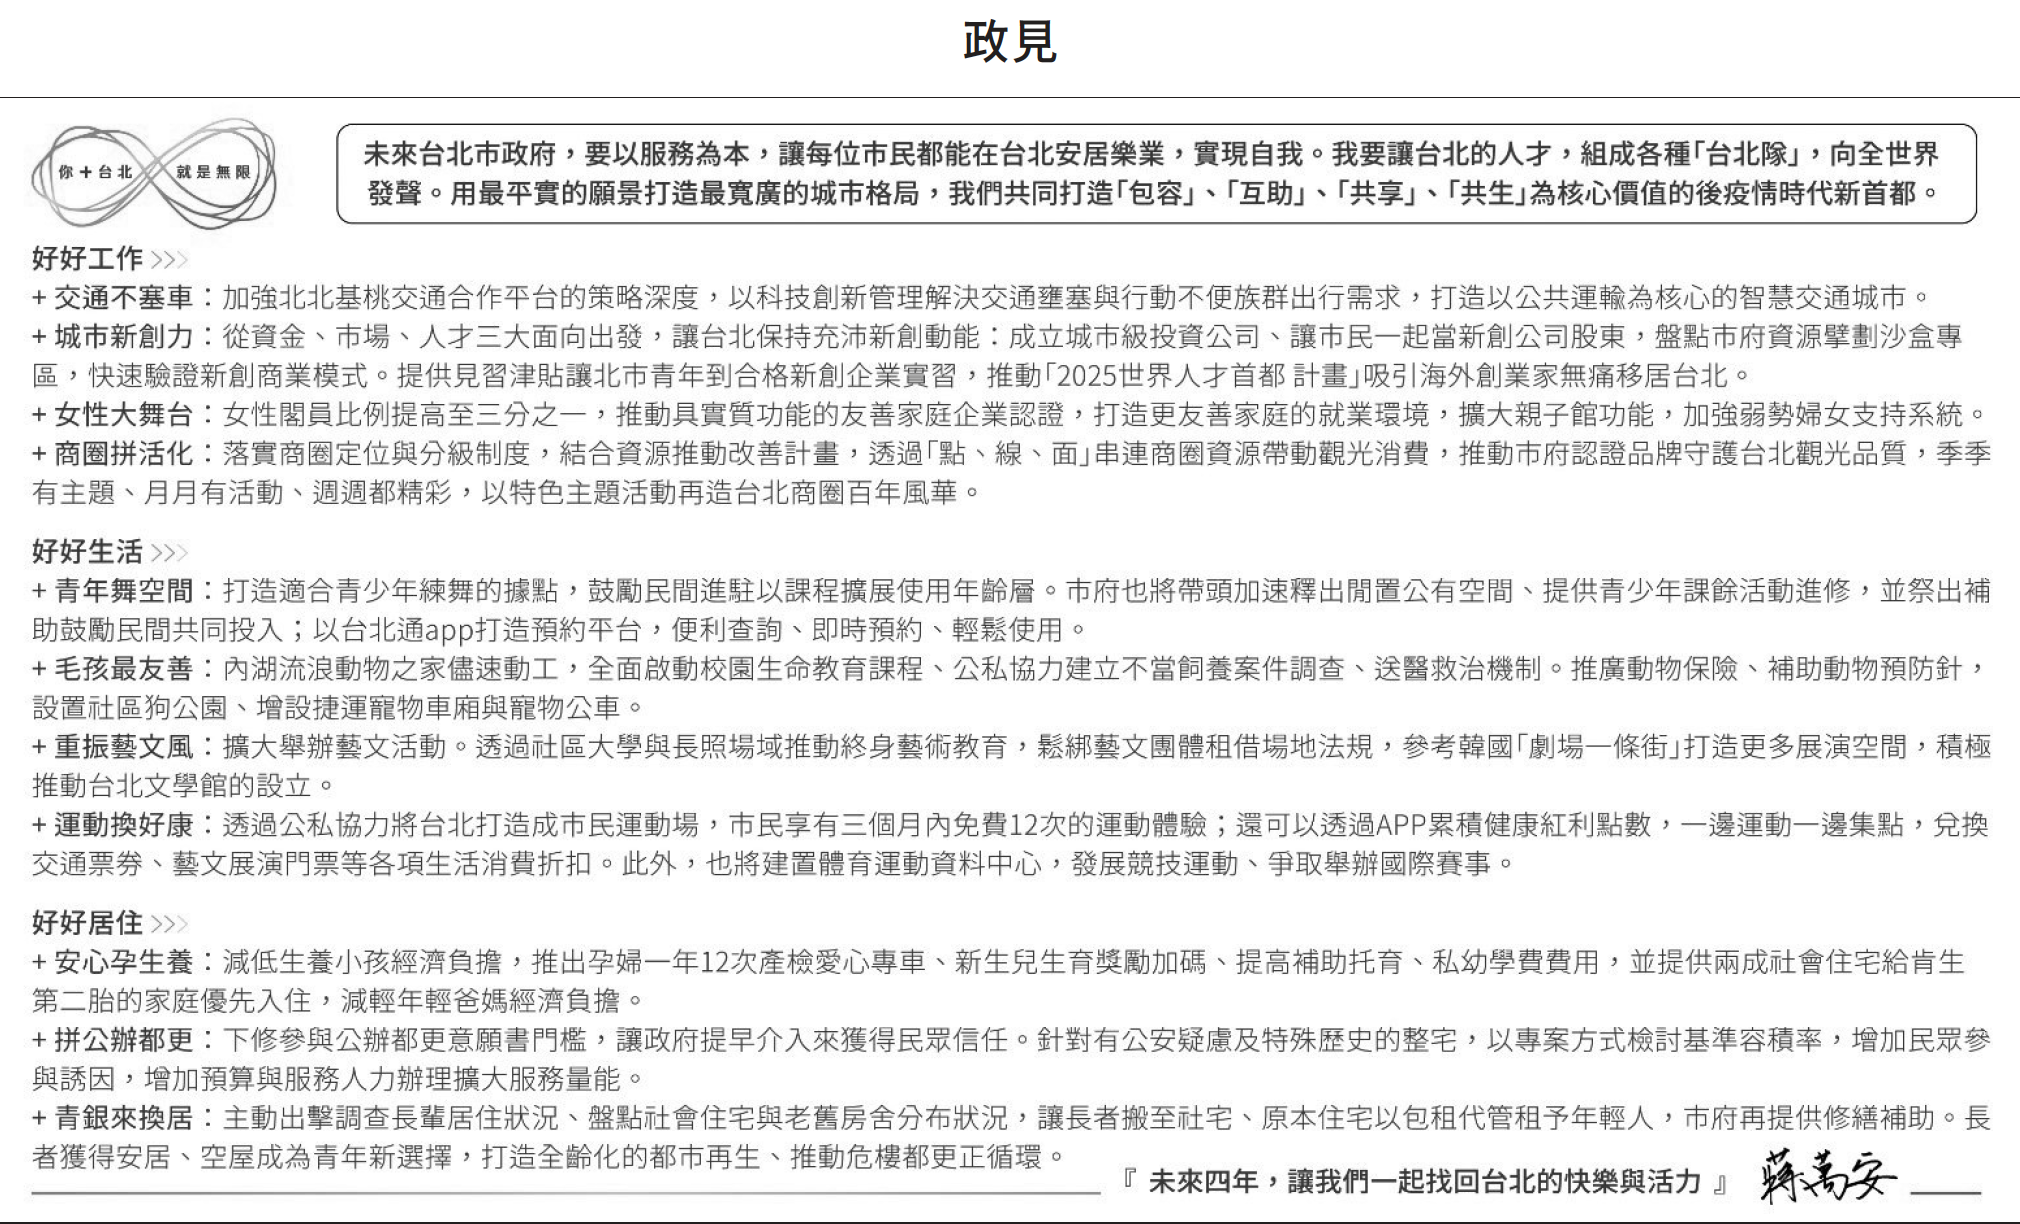 政見
你＋台北 就是無限
未來台北市政府，要以服務為本，讓每位市民都能在台北安居樂業，實現自我。我要讓台北的人才，組成各種「台北隊」，向全世界
發聲。用最平實的願景打造最寬廣的城市格局，我們共同打造「包容」、「互助」、「共享」、「共生」為核心價值的後疫情時代新首都。
好好工作 >>>
+ 交通不塞車：加強北北基桃交通合作平台的策略深度，以科技創新管理解決交通壅塞與行動不便族群出行需求，打造以公共運輸為核心的智慧交通城市。
+ 城市新創力：從資金、市場、人才三大面向出發，讓台北保持充沛新創動能：成立城市級投資公司、讓市民一起當新創公司股東，盤點市府資源擘劃沙盒專
區，快速驗證新創商業模式。提供見習津貼讓北市青年到合格新創企業實習，推動「2025世界人才首都 計畫」吸引海外創業家無痛移居台北。
+ 女性大舞台：女性閣員比例提高至三分之一，推動具實質功能的友善家庭企業認證，打造更友善家庭的就業環境，擴大親子館功能，加強弱勢婦女支持系統。
+ 商圈拼活化：落實商圈定位與分級制度，結合資源推動改善計畫，透過「點、線、面」串連商圈資源帶動觀光消費，推動市府認證品牌守護台北觀光品質，季季
有主題、月月有活動、週週都精彩，以特色主題活動再造台北商圈百年風華。
好好生活 >>>
+ 青年舞空間：打造適合青少年練舞的據點，鼓勵民間進駐以課程擴展使用年齡層。市府也將帶頭加速釋出閒置公有空間、提供青少年課餘活動進修，並祭出補
助鼓勵民間共同投入；以台北通app打造預約平台，便利查詢、即時預約、輕鬆使用。
+ 毛孩最友善：內湖流浪動物之家儘速動工，全面啟動校園生命教育課程、公私協力建立不當飼養案件調查、送醫救治機制。推廣動物保險、補助動物預防針，
設置社區狗公園、增設捷運寵物車廂與寵物公車。
+ 重振藝文風：擴大舉辦藝文活動。透過社區大學與長照場域推動終身藝術教育，鬆綁藝文團體租借場地法規，參考韓國「劇場一條街」打造更多展演空間，積極
推動台北文學館的設立。
+ 運動換好康：透過公私協力將台北打造成市民運動場，市民享有三個月內免費12次的運動體驗；還可以透過APP累積健康紅利點數，一邊運動一邊集點，兌換
交通票券、藝文展演門票等各項生活消費折扣。此外，也將建置體育運動資料中心，發展競技運動、爭取舉辦國際賽事。
好好居住 >>>
+ 安心孕生養：減低生養小孩經濟負擔，推出孕婦一年12次產檢愛心專車、新生兒生育獎勵加碼、提高補助托育、私幼學費費用，並提供兩成社會住宅給肯生
第二胎的家庭優先入住，減輕年輕爸媽經濟負擔。
+ 拼公辦都更：下修參與公辦都更意願書門檻，讓政府提早介入來獲得民眾信任。針對有公安疑慮及特殊歷史的整宅，以專案方式檢討基準容積率，增加民眾參
與誘因，增加預算與服務人力辦理擴大服務量能。
+ 青銀來換居：主動出擊調查長輩居住狀況、盤點社會住宅與老舊房舍分布狀況，讓長者搬至社宅、原本住宅以包租代管租予年輕人，市府再提供修繕補助。長
者獲得安居、空屋成為青年新選擇，打造全齡化的都市再生、推動危樓都更正循環。
『 未來四年，讓我們一起找回台北的快樂與活力 』 蔣萬安